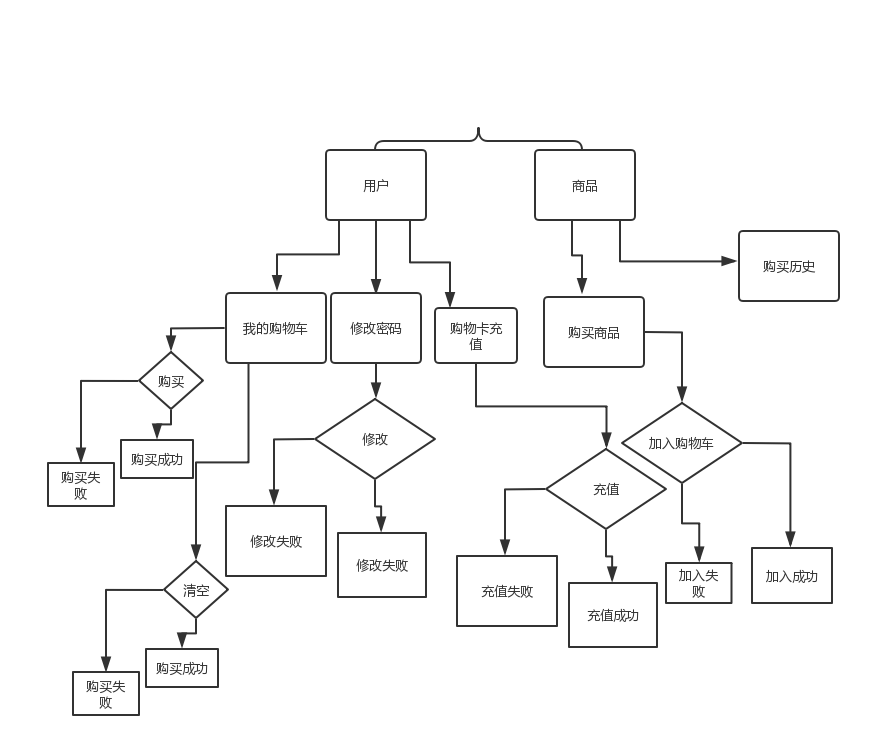 用户
商品
购买历史
我的购物车
修改密码
购物卡充
值
购买商品
购买
修改
加入购物车
购买失
败
购买成功
充值
修改失败
修改失败
清空
充值失败
充值成功
加入失
败
加入成功
购买失
败
购买成功